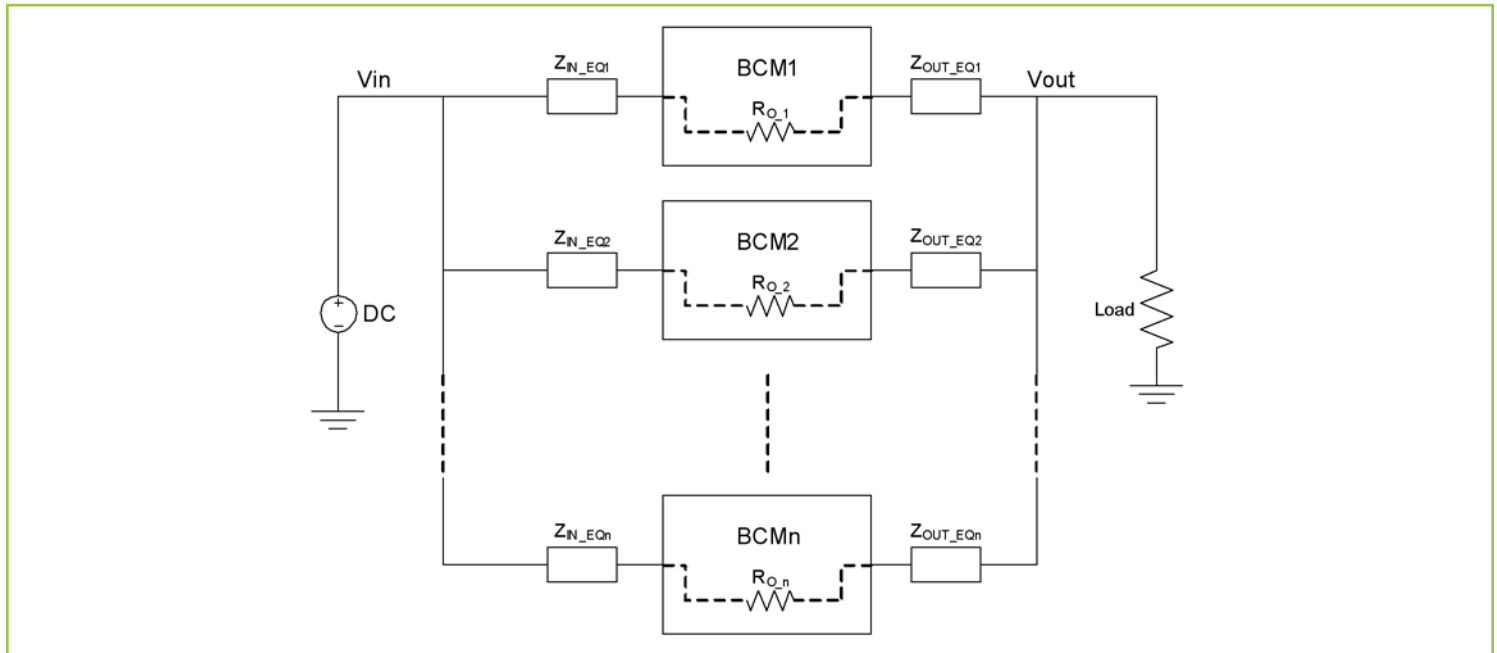 Vin
Z_IN_EQ1
BCM1
R_O_1
Z_OUT_EQ1
Vout
Z_IN_EQ2
BCM2
R_O_2
Z_OUT_EQ2
+
−
DC
Load
Z_IN_EQn
BCMn
R_O_n
Z_OUT_EQn